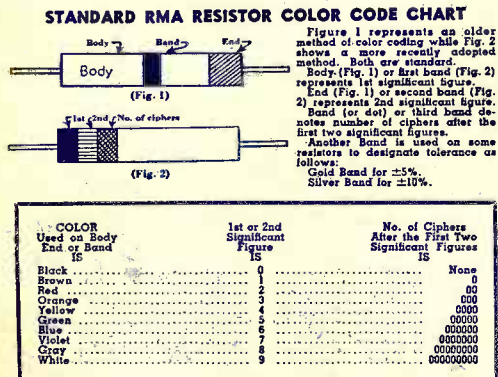 STANDARD RMA RESISTOR COLOR CODE CHART
Body
Band
End
Body
(Fig. 1)
1st
2nd
No. of ciphers
(Fig. 2)
Figure 1 represents an older
method of color coding while Fig. 2
shows a more recently adopted
method. Both are standard.
Body (Fig. 1) or first band (Fig. 2)
represents 1st significant figure.
End (Fig. 1) or second band (Fig.
2) represents 2nd significant figure.
Band (or dot) or third band de-
notes number of ciphers after the
first two significant figures.
Another Band is used on some
resistors to designate tolerance as
follows:
Gold Band for ±5%.
Silver Band for ±10%.
COLOR
Used on Body
End or Band
IS
1st or 2nd
Significant
Figure
IS
No. of Ciphers
After the First Two
Significant Figures
IS
Black 0 None
Brown 1 0
Red 2 00
Orange 3 000
Yellow 4 0000
Green 5 00000
Blue 6 000000
Violet 7 0000000
Gray 8 00000000
White 9 000000000